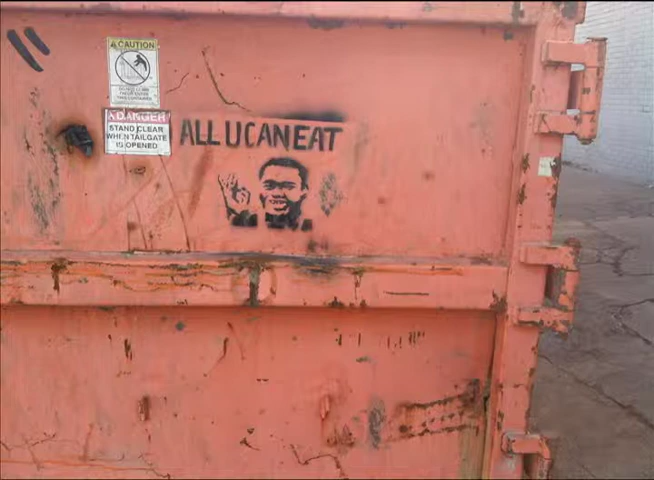 CAUTION
DANGER
STAND CLEAR
WHEN TAILGATE
IS OPENED
ALL U CAN EAT